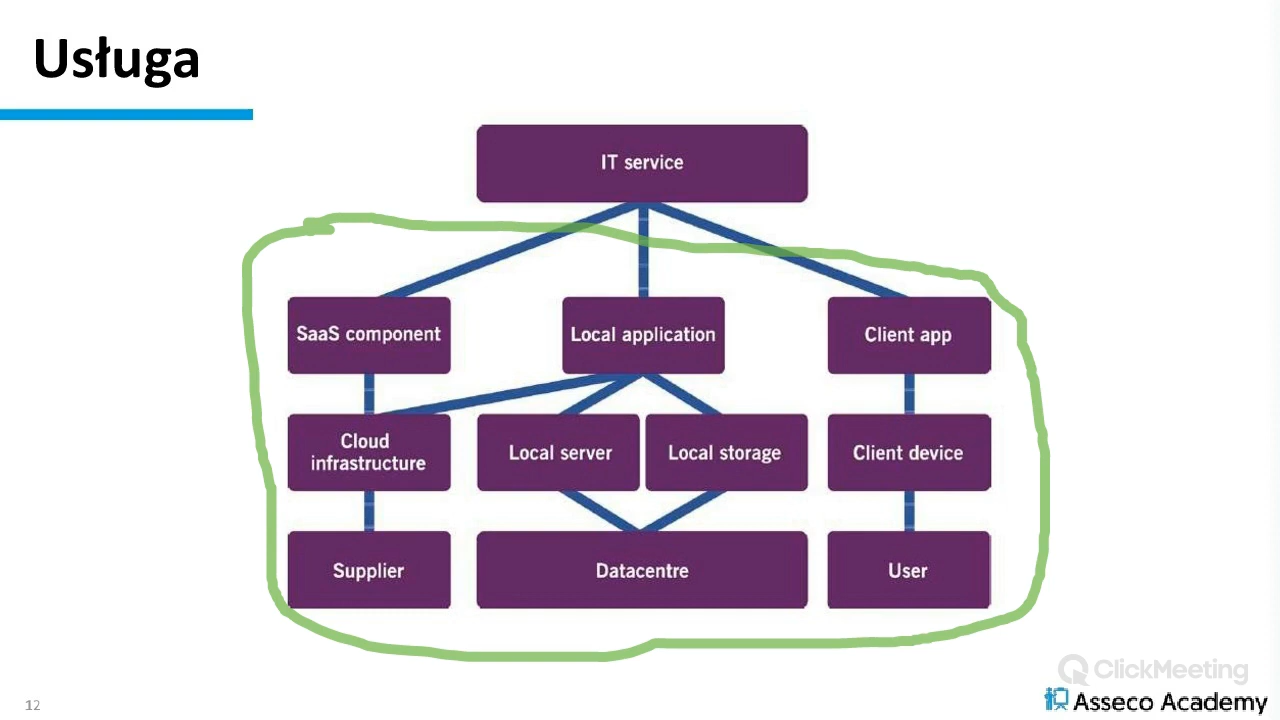 Usługa
IT service
SaaS component
Local application
Client app
Cloud
infrastructure
Local server
Local storage
Client device
Supplier
Datacentre
User
ClickMeeting
12
Asseco Academy